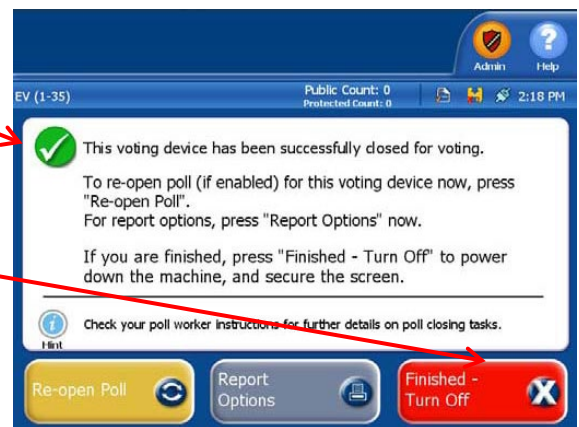 Admin
Help
EV (1-35)
Public Count: 0
Protected Count: 0
2:18 PM
This voting device has been successfully closed for voting.
To re-open poll (if enabled) for this voting device now, press
"Re-open Poll".
For report options, press "Report Options" now.
If you are finished, press "Finished - Turn Off" to power
down the machine, and secure the screen.
Hint
Check your poll worker instructions for further details on poll closing tasks.
Re-open Poll
Report
Options
Finished -
Turn Off